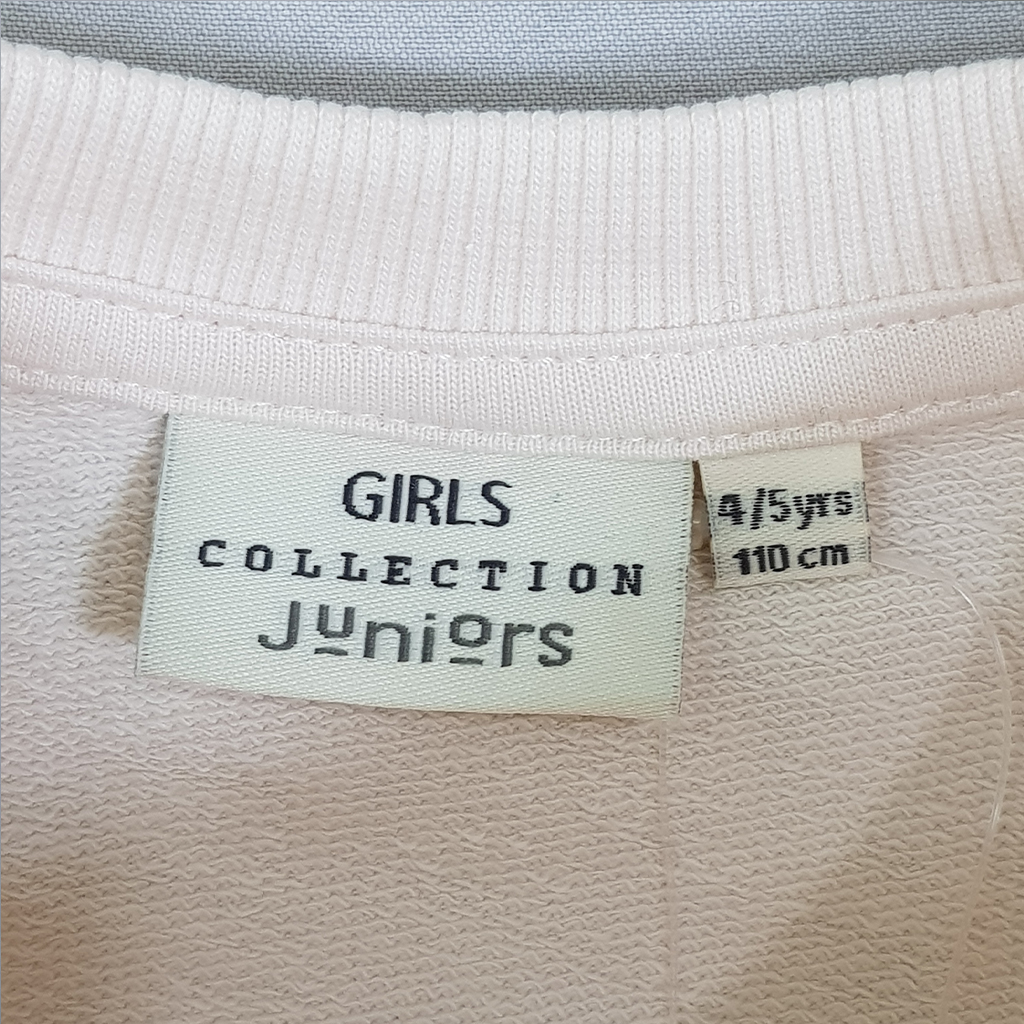 GIRLS
COLLECTION
Juniors
4/5yrs
110 cm